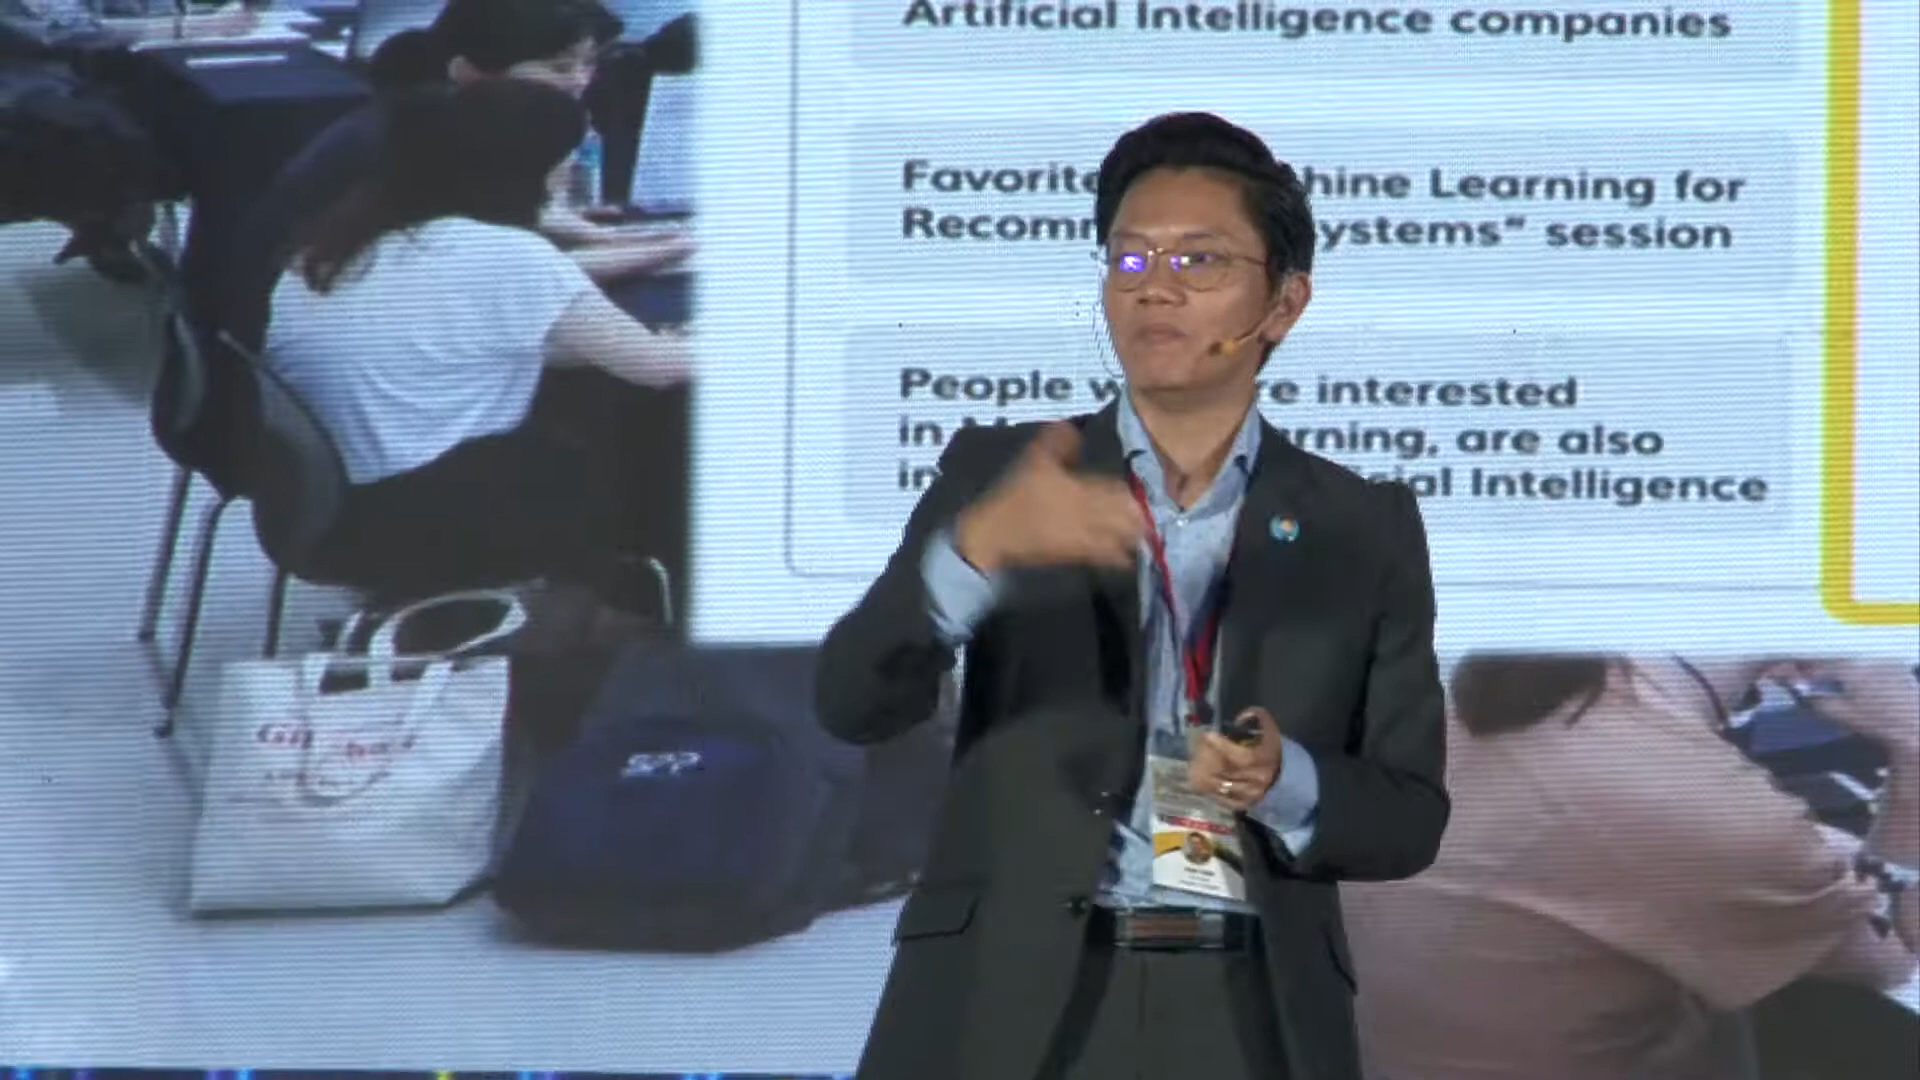 Artificial Intelligence companies
Favorite hine Learning for
Recomm ystems" session
People w re interested
in M rning, are also
in ial Intelligence